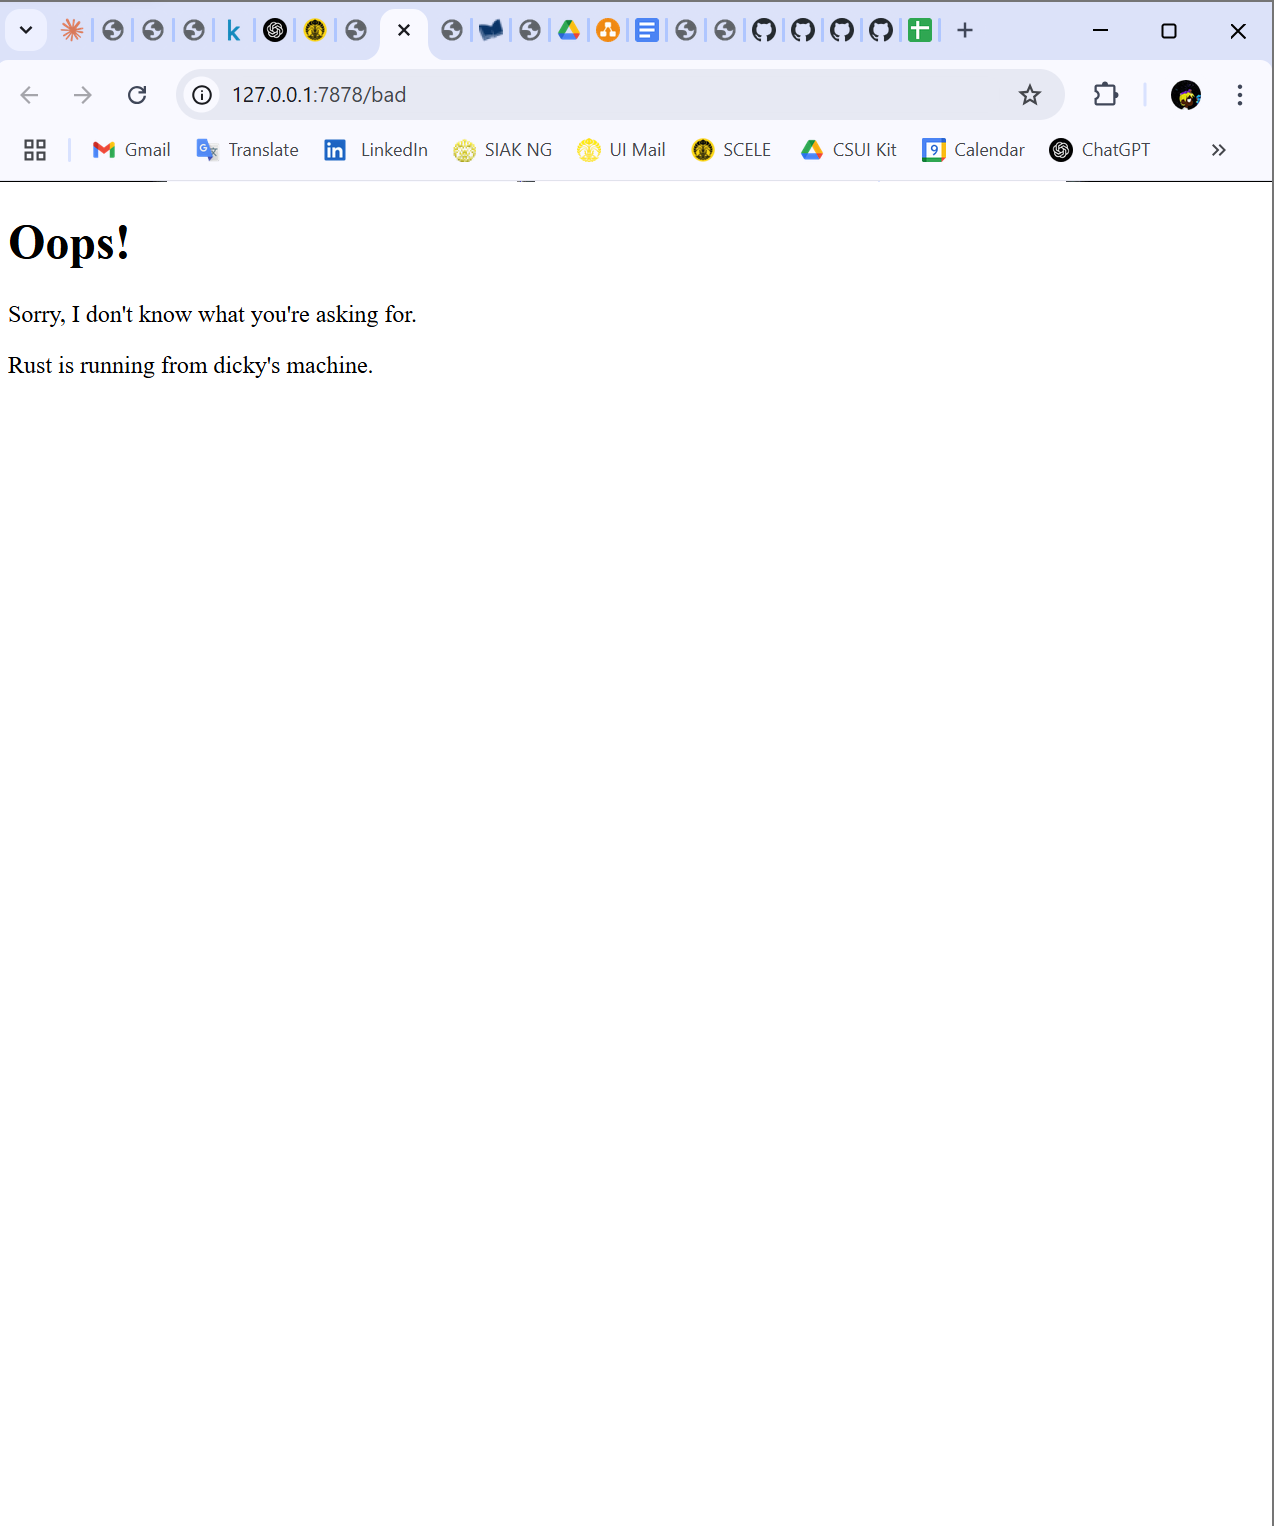 127.0.0.1:7878/bad
Gmail Translate LinkedIn SIAK NG UI Mail SCELE CSUI Kit 9 Calendar ChatGPT
Oops!
Sorry, I don't know what you're asking for.
Rust is running from dicky's machine.